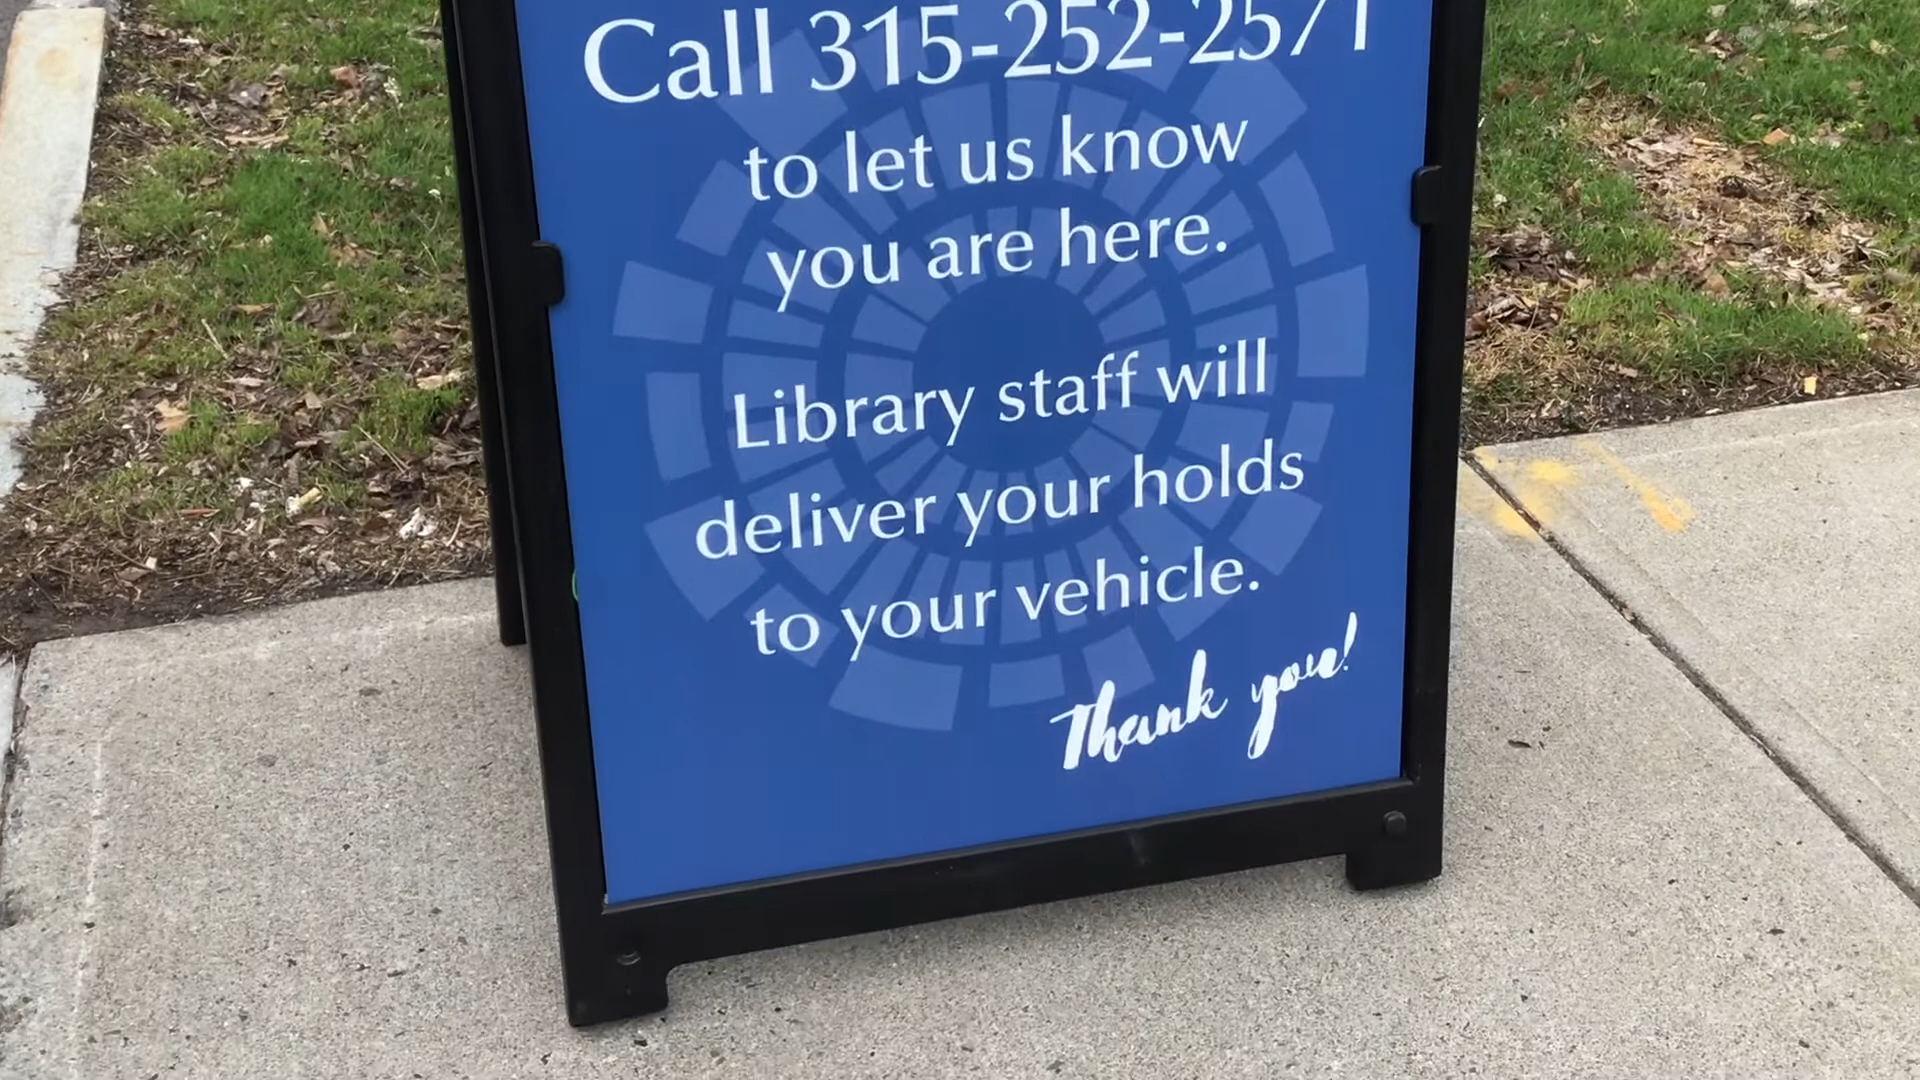 Call 315-252-2571
to let us know
you are here.
Library staff will
deliver your holds
to your vehicle.
Thank you!